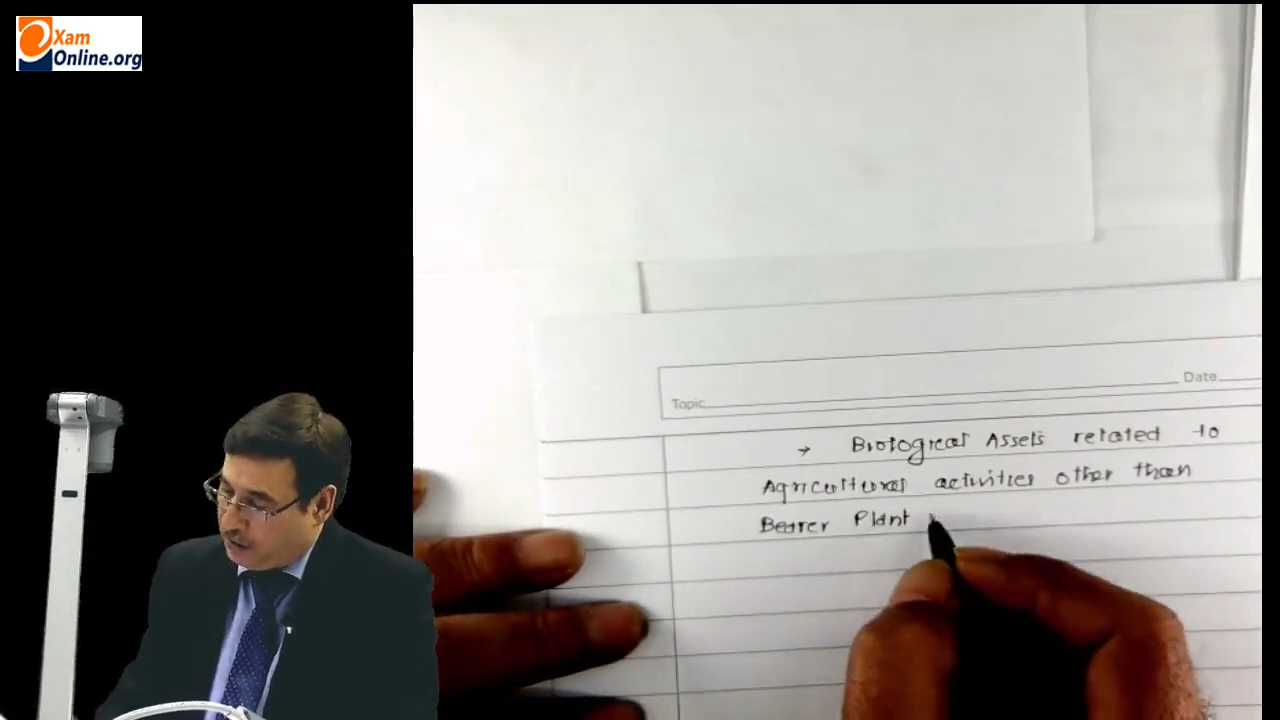 Xam
Online.org
Topic
Date
→ Biological Assets related to
Agricultural activities other than
Bearer Plant